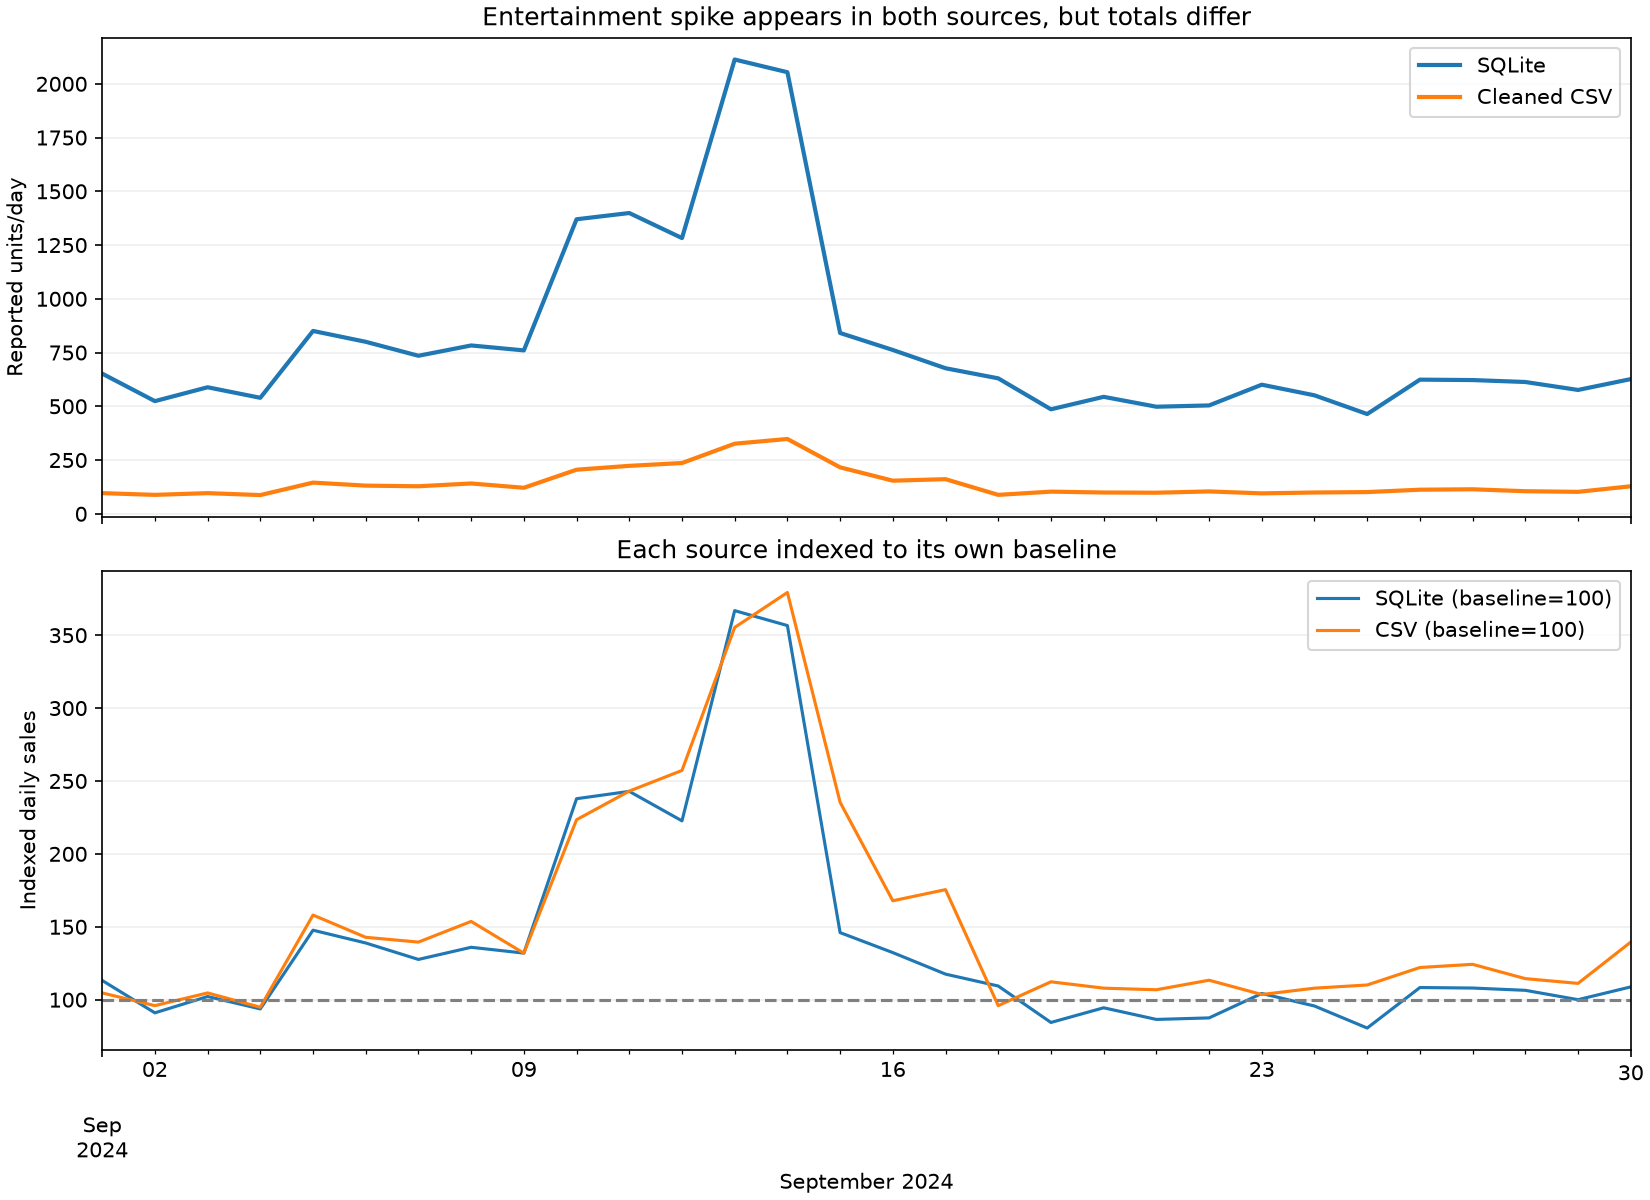 Entertainment spike appears in both sources, but totals differ
Reported units/day
2000
1750
1500
1250
1000
750
500
250
0
SQLite
Cleaned CSV
Each source indexed to its own baseline
Indexed daily sales
350
300
250
200
150
100
SQLite (baseline=100)
CSV (baseline=100)
02
09
16
23
30
Sep
2024
September 2024